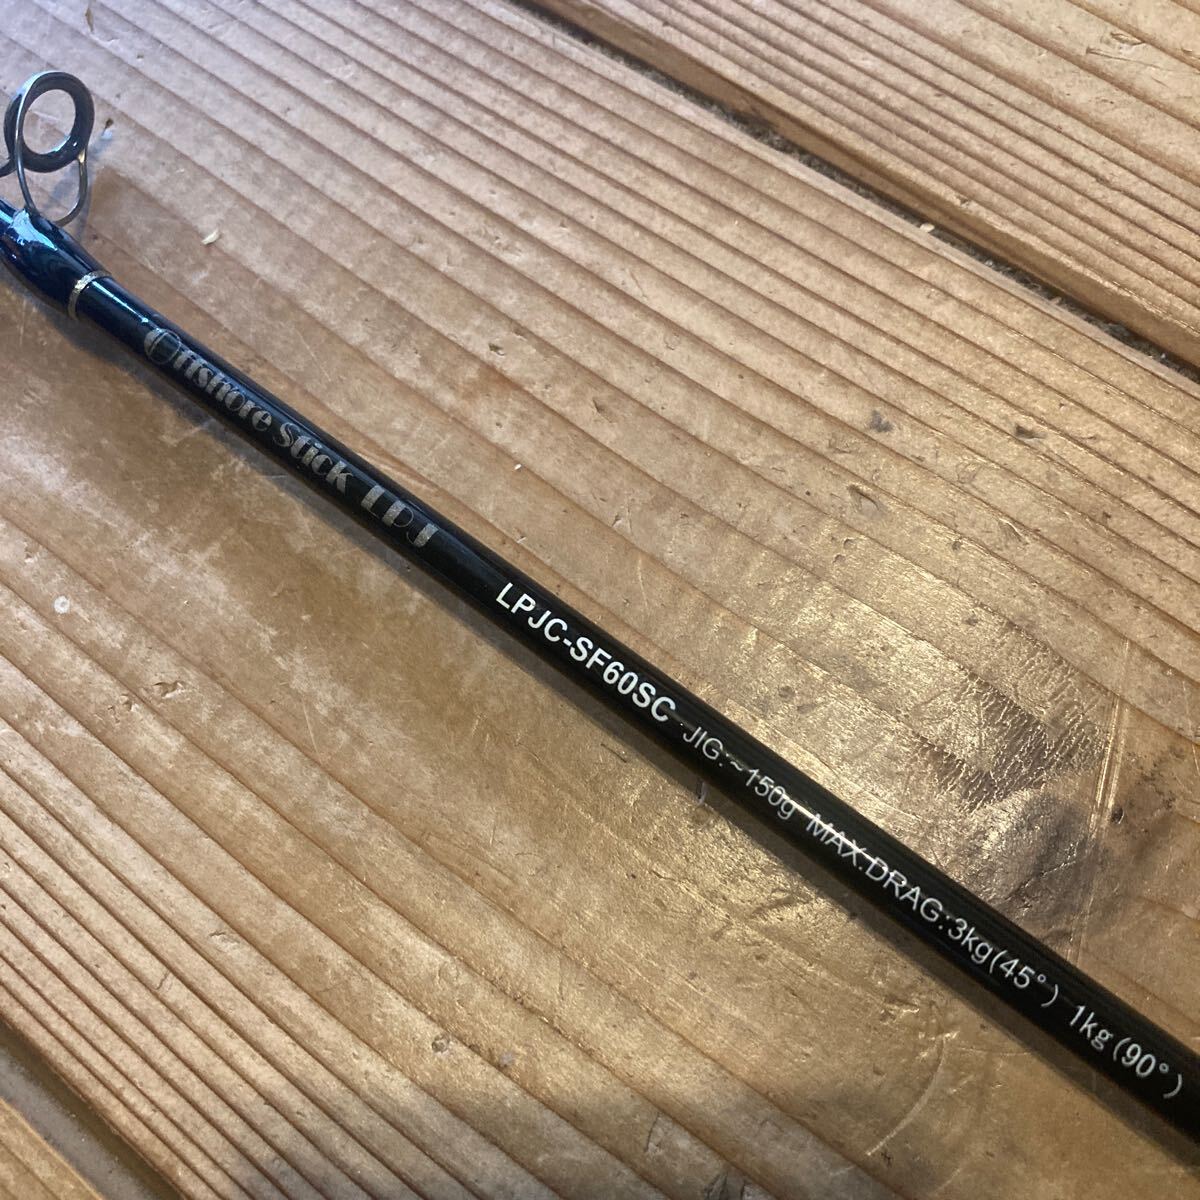 Offshore Stick LPJ LPJC-SF60SC JIG:~150g MAX.DRAG:3kg(45°) 1kg(90°)